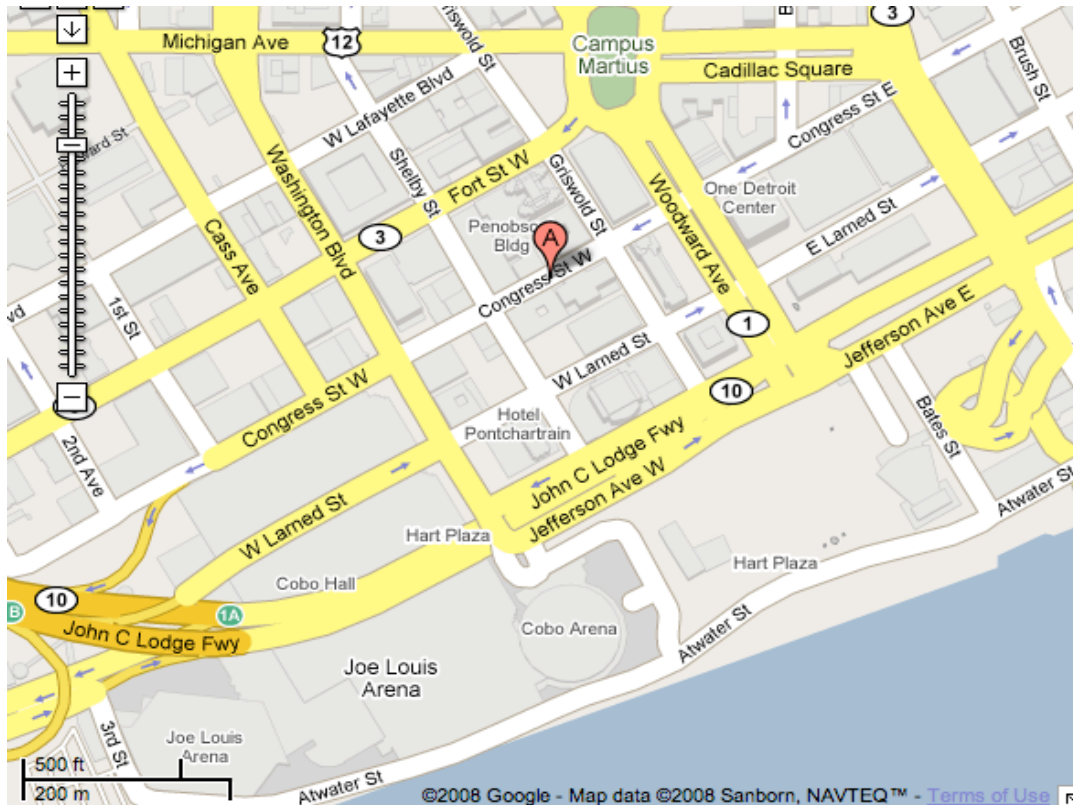 Michigan Ave
12
Griswold St
Campus
Martius
3
Cadillac Square
Brush St
W Lafayette Blvd
Congress St E
Shelby St
Washington Blvd
Fort St W
Griswold St
Woodward Ave
One Detroit
Center
E Larned St
Cass Ave
3
Penobsc
Bldg
A
Congress St W
1st St
vd
1
Jefferson Ave E
W Larned St
10
Congress St W
Hotel
Pontchartrain
John C Lodge Fwy
Bates St
2nd Ave
Jefferson Ave W
Atwater St
W Larned St
Hart Plaza
Hart Plaza
Cobo Hall
10
B
1A
John C Lodge Fwy
Cobo Arena
Atwater St
Joe Louis
Arena
3rd St
Joe Louis
Arena
500 ft
200 m
Atwater St
©2008 Google - Map data ©2008 Sanborn, NAVTEQ™ - Terms of Use